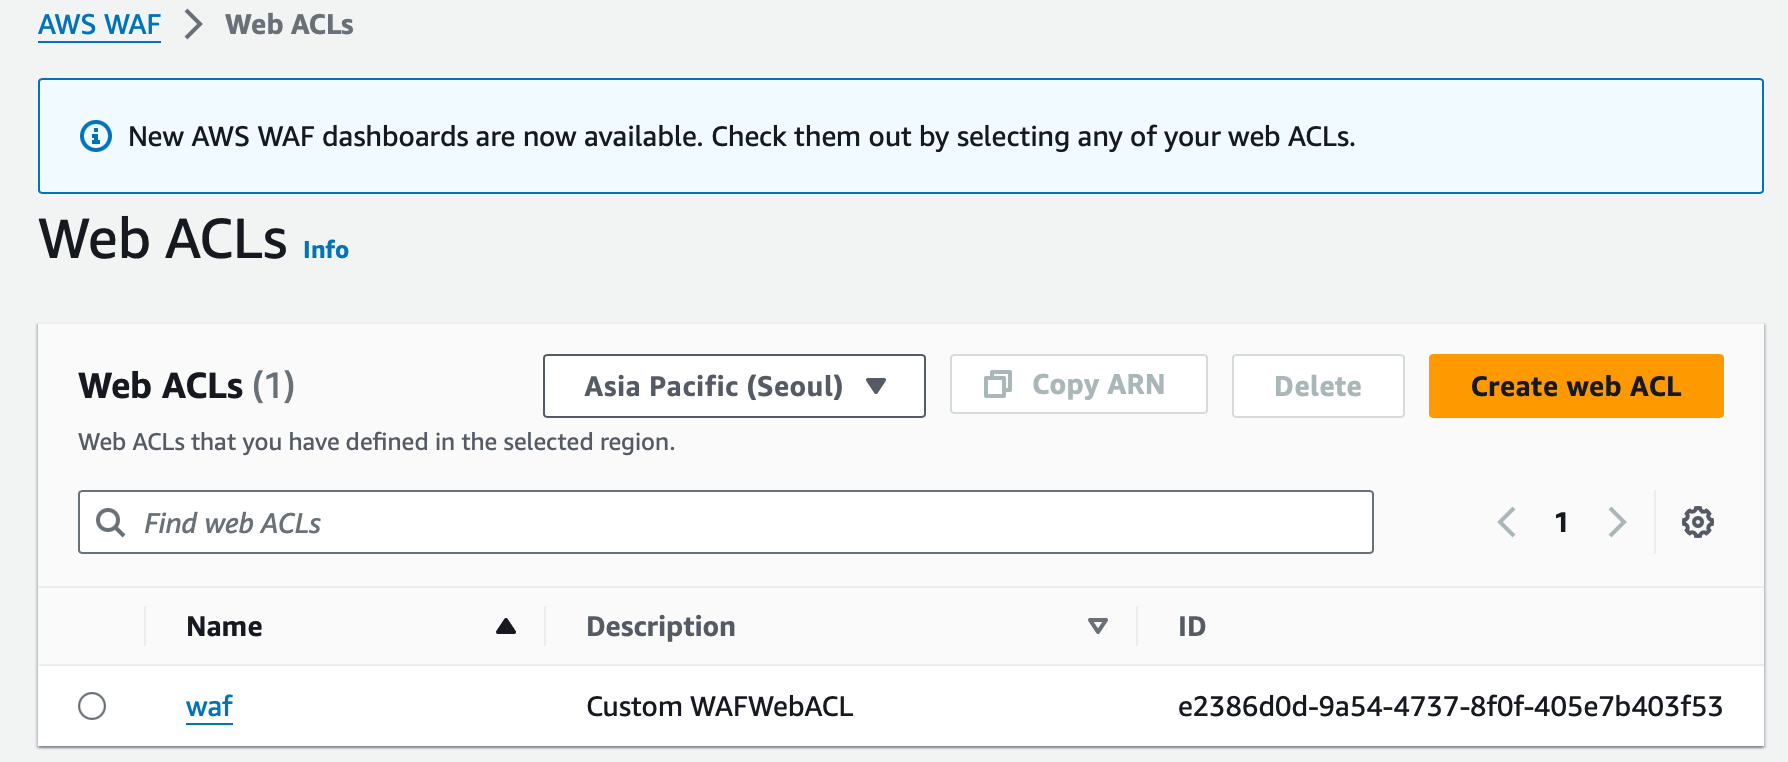 AWS WAF > Web ACLs
New AWS WAF dashboards are now available. Check them out by selecting any of your web ACLs.
Web ACLs Info
Web ACLs (1) Asia Pacific (Seoul) Copy ARN Delete Create web ACL
Web ACLs that you have defined in the selected region.
Find web ACLs 1
Name Description ID
waf Custom WAFWebACL e2386d0d-9a54-4737-8f0f-405e7b403f53